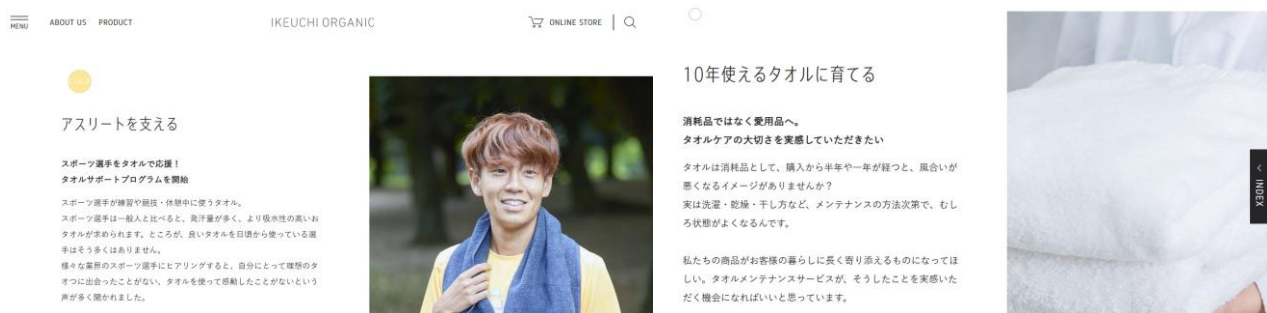 MENU
ABOUT US
PRODUCT
IKEUCHI ORGANIC
ONLINE STORE
アスリートを支える
スポーツ選手をタオルで応援！
タオルサポートプログラムを開始
スポーツ選手が練習や競技・休憩中に使うタオル。
スポーツ選手は一般人と比べると、発汗量が多く、より吸水性の高いお
タオルが求められます。ところが、良いタオルを日頃から使っている選
手はそう多くはありません。
様々な業界のスポーツ選手にヒアリングすると、自分にとって理想のタ
オつに出会ったことがない、タオルを使って感動したことがないという
声が多く聞かれました。
10年使えるタオルに育てる
消耗品ではなく愛用品へ。
タオルケアの大切さを実感していただきたい
タオルは消耗品として、購入から半年や一年が経つと、風合いが
悪くなるイメージがありませんか？
実は洗濯・乾燥・干し方など、メンテナンスの方法次第で、むし
ろ状態がよくなるんです。
私たちの商品がお客様の暮らしに長く寄り添えるものになってほ
しい。タオルメンテナンスサービスが、そうしたことを実感いた
だく機会になればいいと思っています。
INDEX